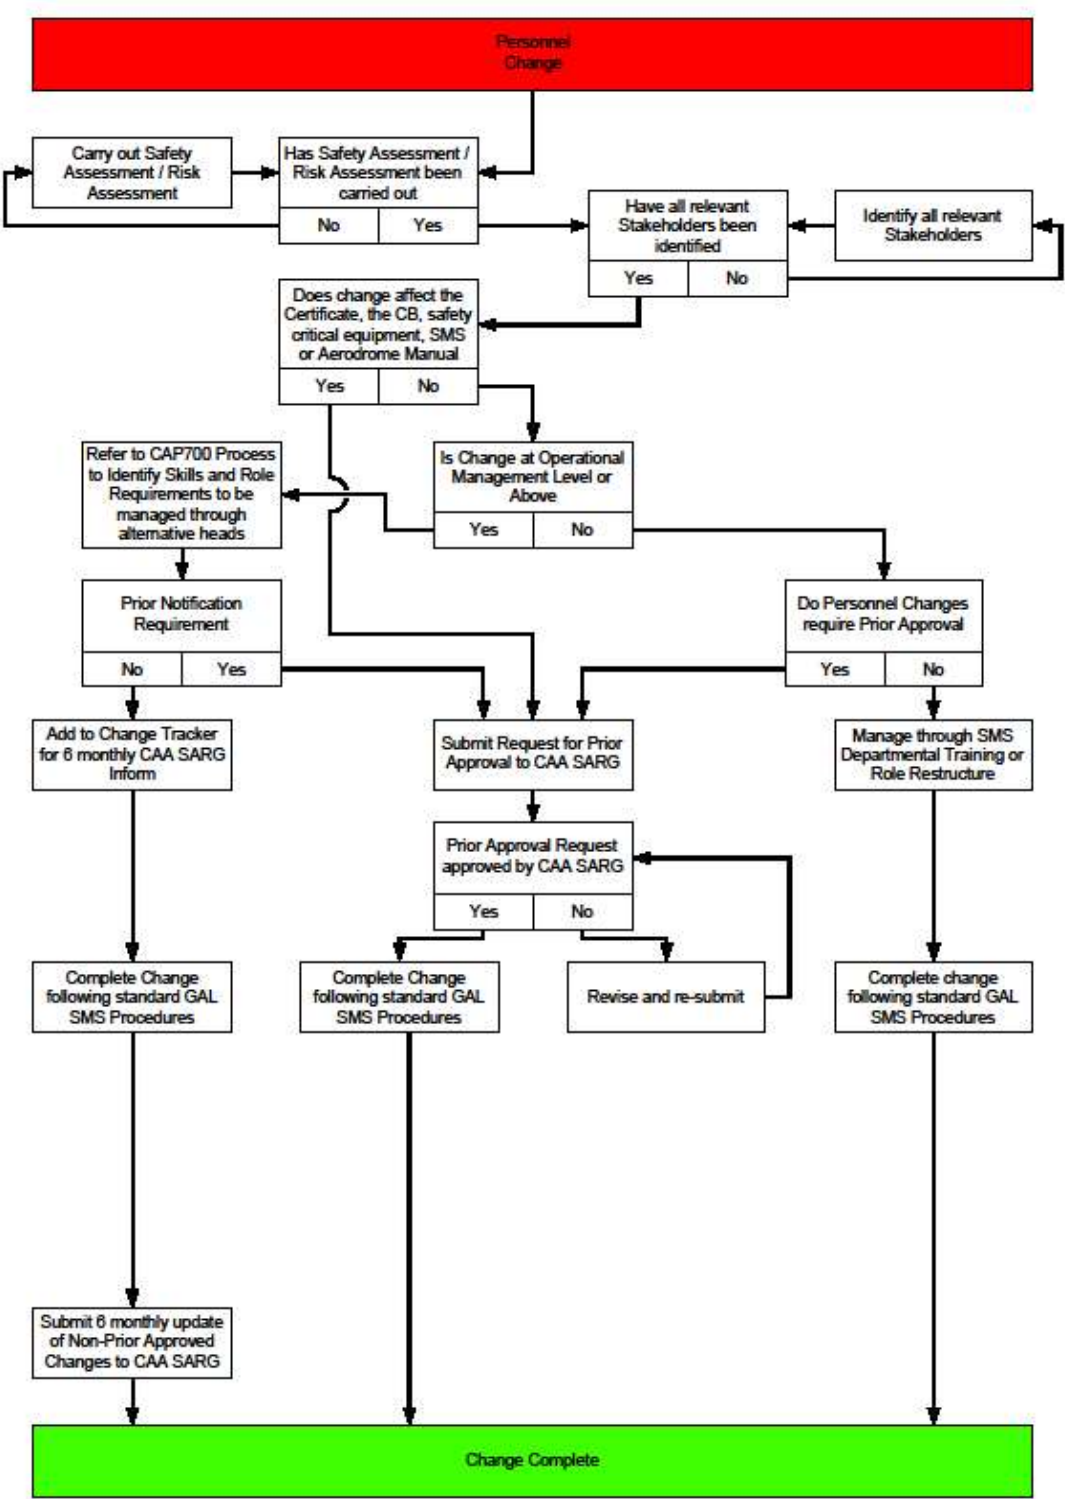 Personnel
Change
Carry out Safety
Assessment / Risk
Assessment
Has Safety Assessment /
Risk Assessment been
carried out
No
Yes
Have all relevant
Stakeholders been
identified
Yes
No
Identify all relevant
Stakeholders
Does change affect the
Certificate, the CB, safety
critical equipment, SMS
or Aerodrome Manual
Yes
No
Refer to CAP700 Process
to Identify Skills and Role
Requirements to be
managed through
alternative heads
Is Change at Operational
Management Level or
Above
Yes
No
Prior Notification
Requirement
No
Yes
Do Personnel Changes
require Prior Approval
Yes
No
Add to Change Tracker
for 6 monthly CAA SARG
Inform
Submit Request for Prior
Approval to CAA SARG
Manage through SMS
Departmental Training or
Role Restructure
Prior Approval Request
approved by CAA SARG
Yes
No
Complete Change
following standard GAL
SMS Procedures
Complete Change
following standard GAL
SMS Procedures
Revise and re-submit
Complete change
following standard GAL
SMS Procedures
Submit 6 monthly update
of Non-Prior Approved
Changes to CAA SARG
Change Complete